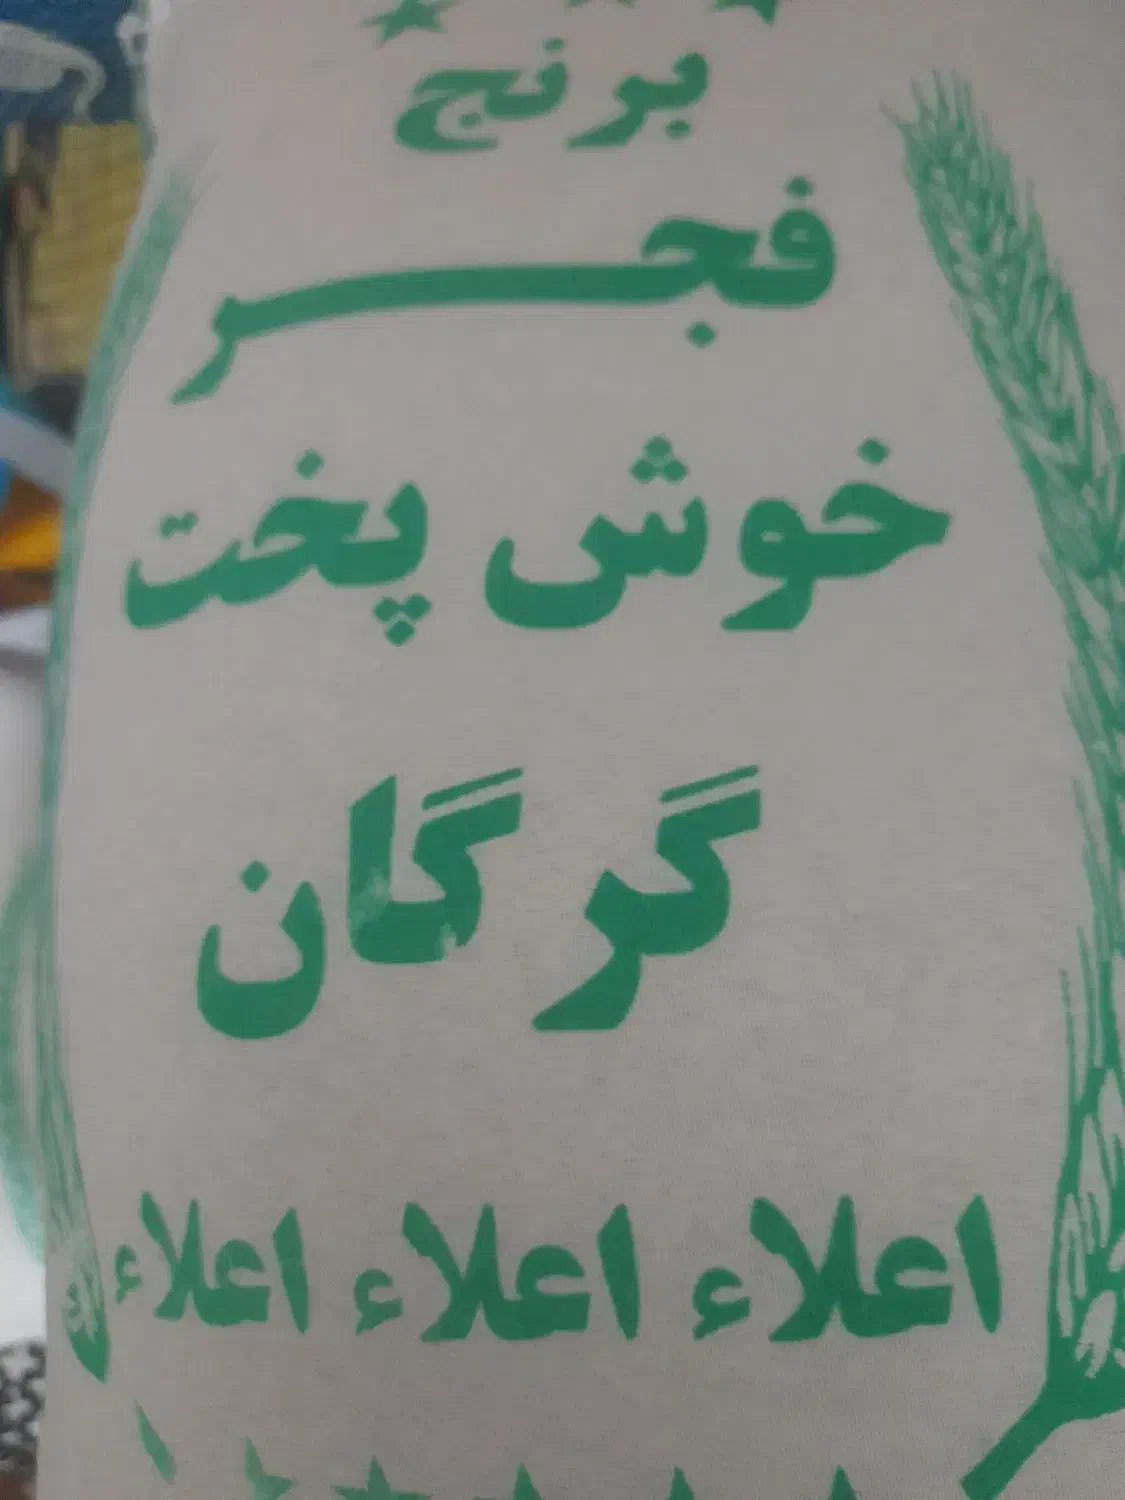 برنج
فجر
خوش پخت
گرگان
اعلاء اعلاء اعلاء